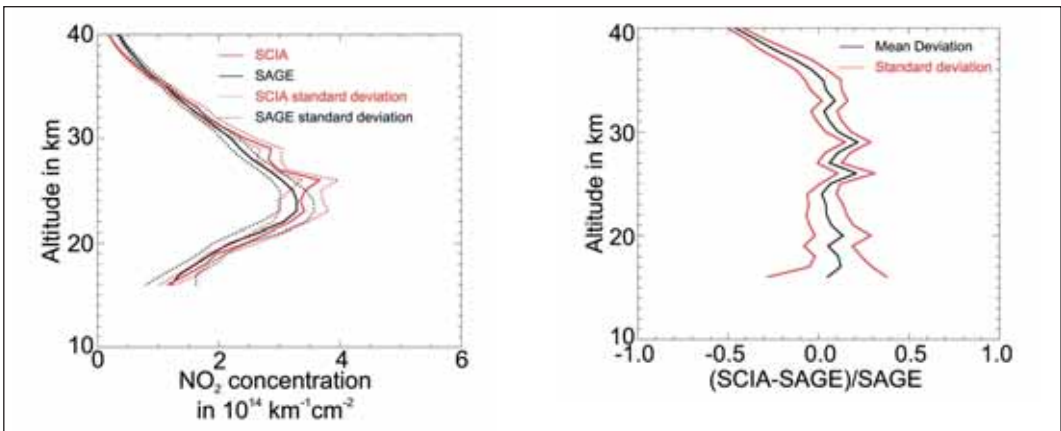 40
30
20
10
Altitude in km
SCIA
SAGE
SCIA standard deviation
SAGE standard deviation
0 2 4 6
NO₂ concentration
in 10¹⁴ km⁻¹cm⁻²
40
30
20
10
Altitude in km
Mean Deviation
Standard deviation
-1.0 -0.5 0.0 0.5 1.0
(SCIA-SAGE)/SAGE